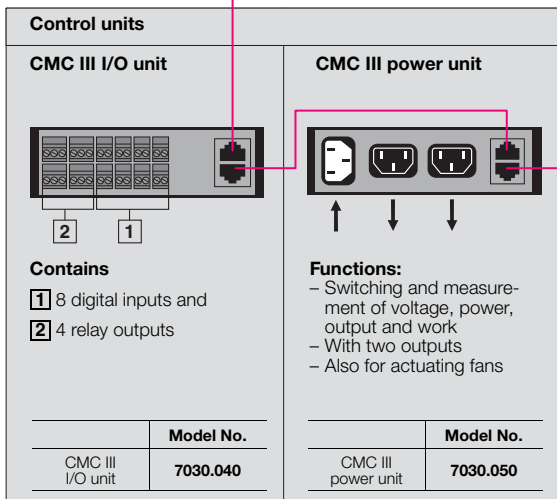 Control units
CMC III I/O unit
2
1
Contains
1 8 digital inputs and
2 4 relay outputs
Model No.
CMC III
I/O unit
7030.040
CMC III power unit
Functions:
– Switching and measure-
ment of voltage, power,
output and work
– With two outputs
– Also for actuating fans
Model No.
CMC III
power unit
7030.050